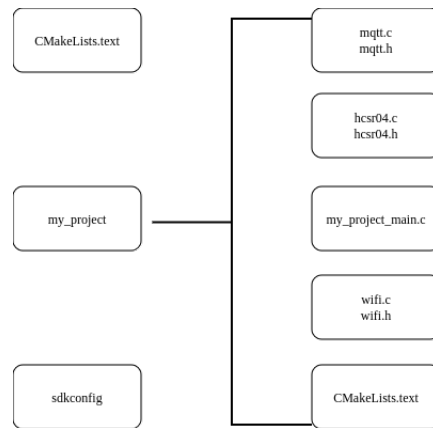 CMakeLists.text
my_project
sdkconfig
mqtt.c
mqtt.h
hcsr04.c
hcsr04.h
my_project_main.c
wifi.c
wifi.h
CMakeLists.text